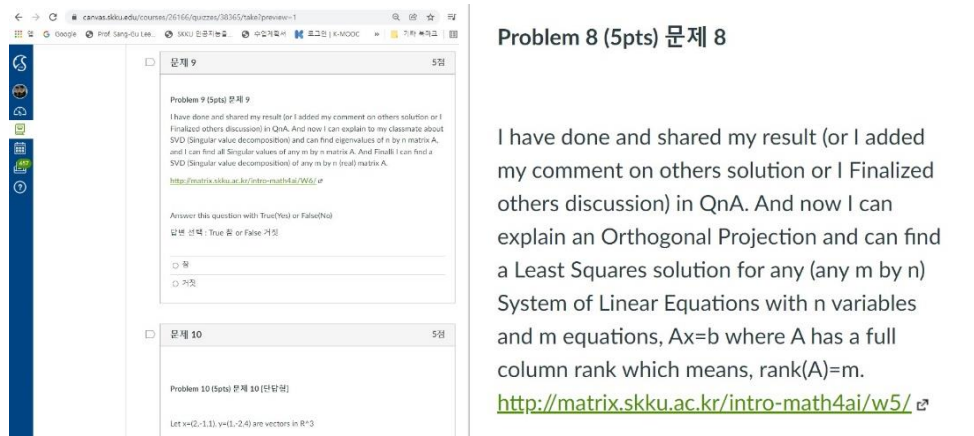 canvas.skku.edu/courses/26166/quizzes/38365/take?preview=1
앱 G Google Prof. Sang-Gu Lee... SKKU 인공지능을... 수업계획서 로그인 | K-MOOC » 기타 북마크
문제 9 5점
Problem 9 (5pts) 문제 9
I have done and shared my result (or I added my comment on others solution or I
Finalized others discussion) in QnA. And now I can explain to my classmate about
SVD (Singular value decomposition) and can find eigenvalues of n by n matrix A,
and I can find all Singular values of any m by n matrix A. And Finalli I can find a
SVD (Singular value decomposition) of any m by n (real) matrix A.
http://matrix.skku.ac.kr/intro-math4ai/W6/
Answer this question with True(Yes) or False(No)
답변 선택 : True 참 or False 거짓
참
거짓
문제 10 5점
Problem 10 (5pts) 문제 10 [단답형]
Let x=(2,-1,1), y=(1,-2,4) are vectors in R^3
Problem 8 (5pts) 문제 8
I have done and shared my result (or I added
my comment on others solution or I Finalized
others discussion) in QnA. And now I can
explain an Orthogonal Projection and can find
a Least Squares solution for any (any m by n)
System of Linear Equations with n variables
and m equations, Ax=b where A has a full
column rank which means, rank(A)=m.
http://matrix.skku.ac.kr/intro-math4ai/w5/